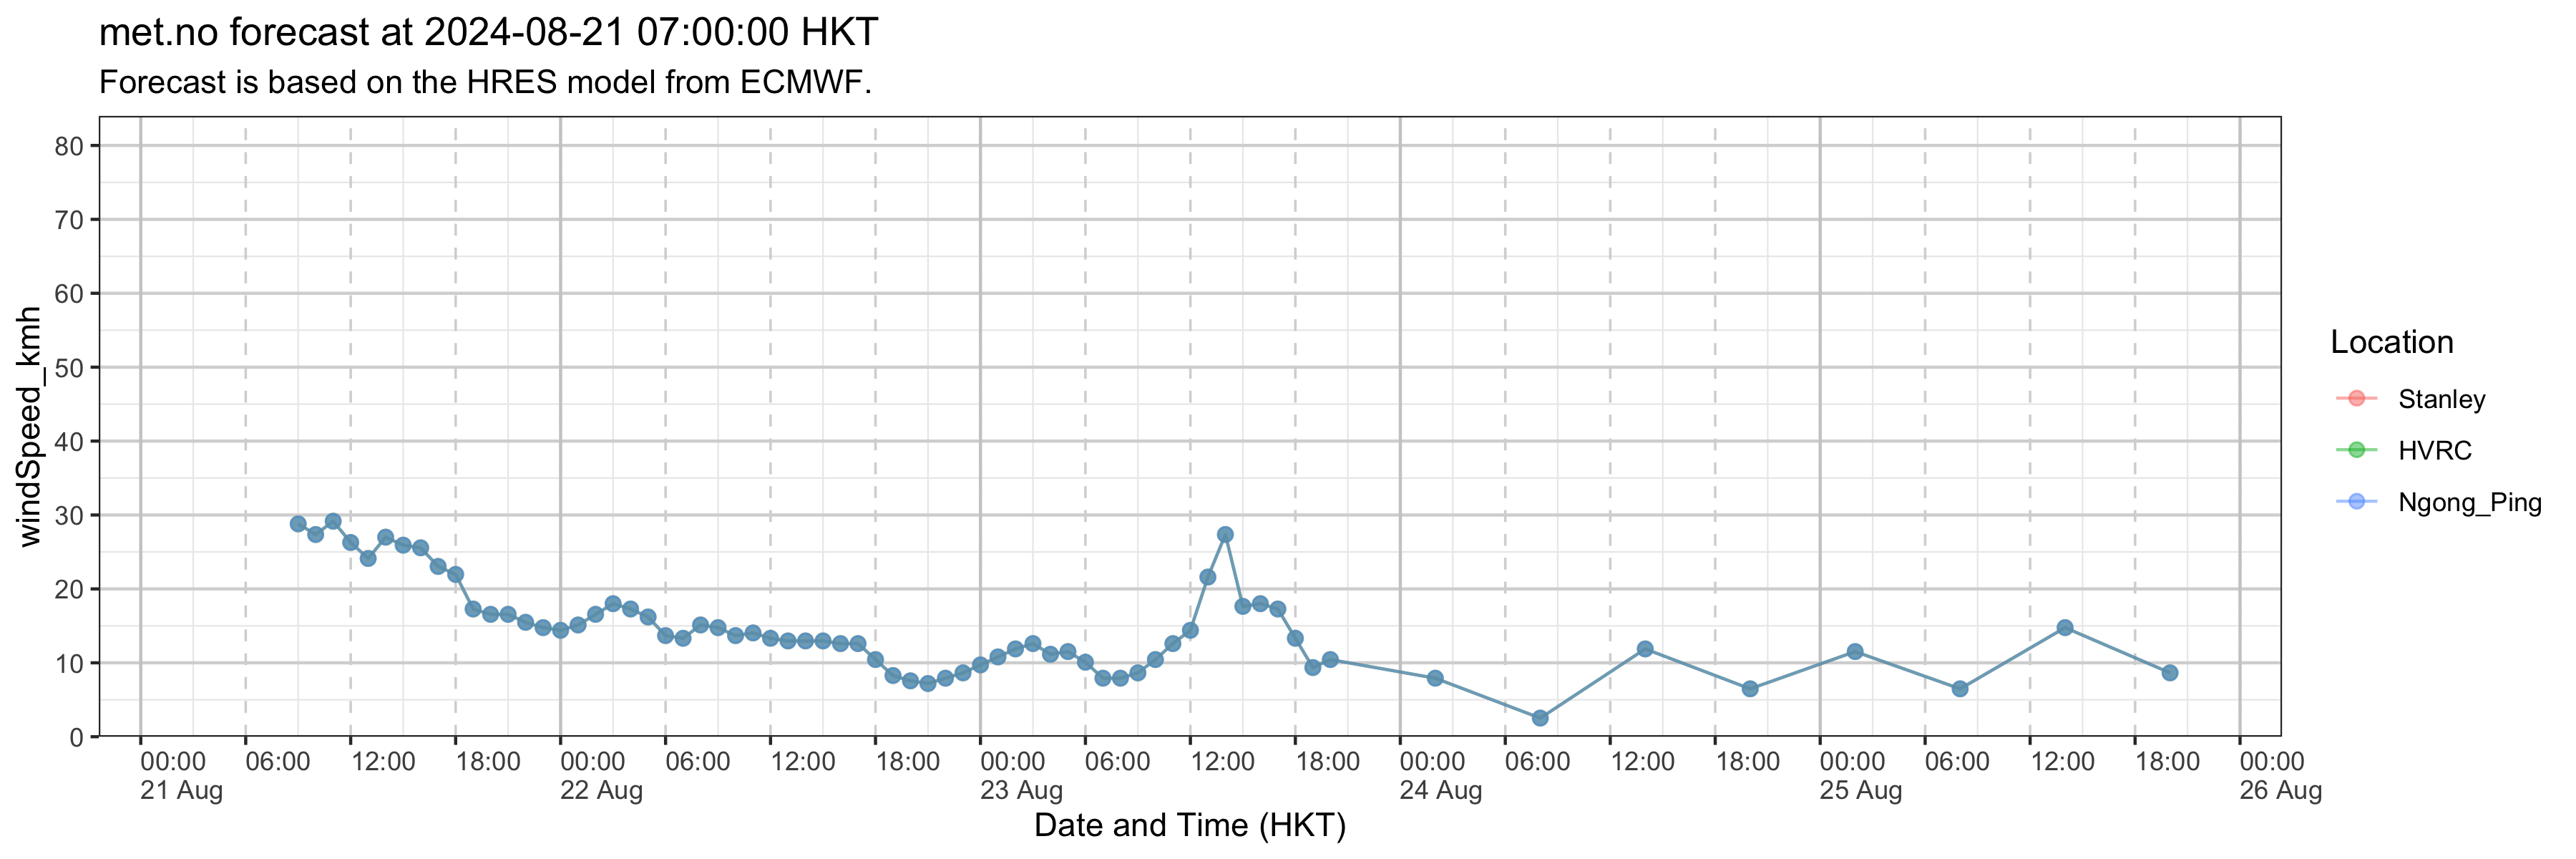 met.no forecast at 2024-08-21 07:00:00 HKT
Forecast is based on the HRES model from ECMWF.
windSpeed_kmh
80
70
60
50
40
30
20
10
0
00:00 06:00 12:00 18:00 00:00 06:00 12:00 18:00 00:00 06:00 12:00 18:00 00:00 06:00 12:00 18:00 00:00 06:00 12:00 18:00 00:00
21 Aug 22 Aug 23 Aug 24 Aug 25 Aug 26 Aug
Date and Time (HKT)
Location
Stanley
HVRC
Ngong_Ping